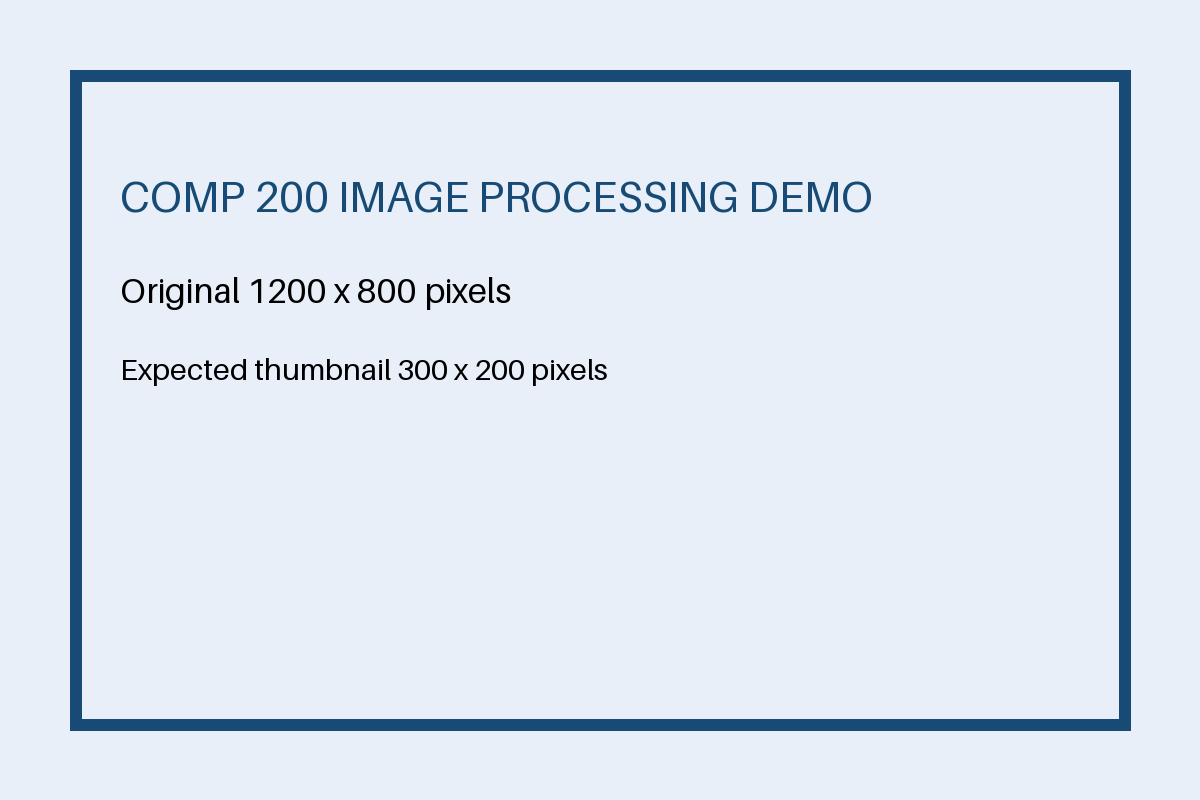 COMP 200 IMAGE PROCESSING DEMO
Original 1200 x 800 pixels
Expected thumbnail 300 x 200 pixels